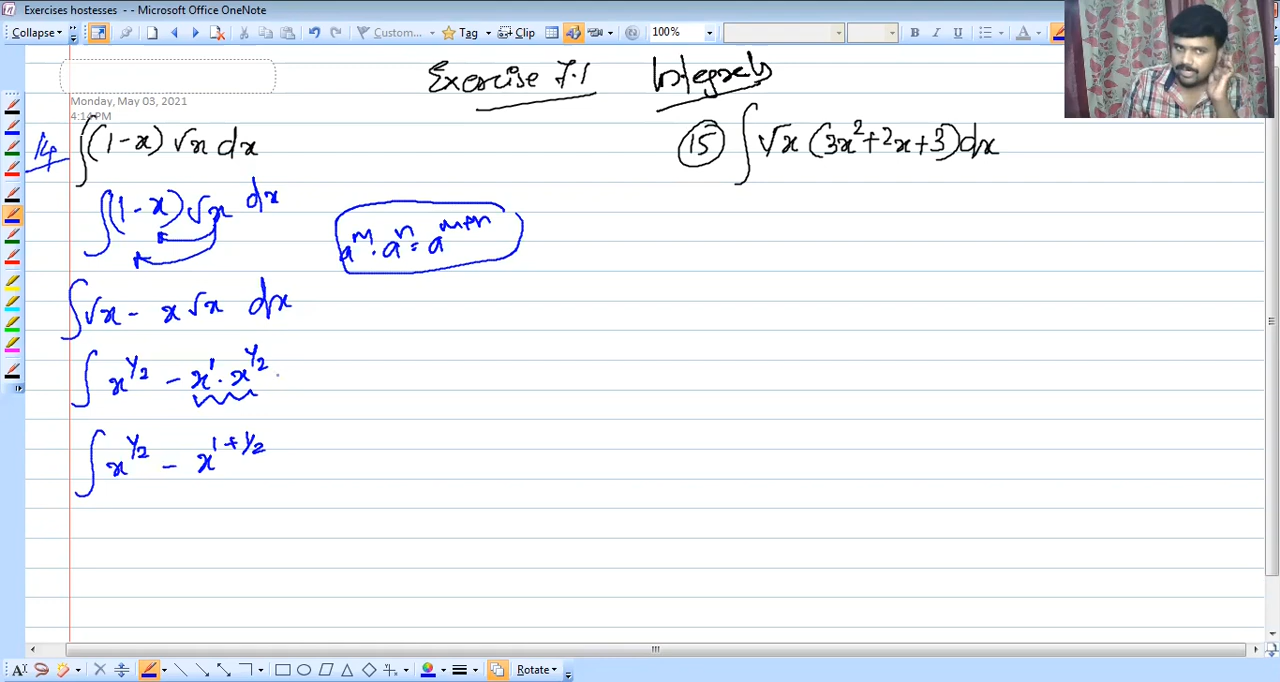 Exercises hostesses - - Microsoft Office OneNote
Collapse Custom... Tag Clip 100% B I U A
Exercise 7.1 Integrals
Monday, May 03, 2021
4:14 PM
14 ∫(1-x) √x dx
15 ∫√x (3x²+2x+3)dx
∫(1-x) √x dx
a^m . a^n = a^m+n
∫√x - x √x dx
∫ x^1/2 - x^1 . x^1/2
∫ x^1/2 - x^1+1/2
Rotate